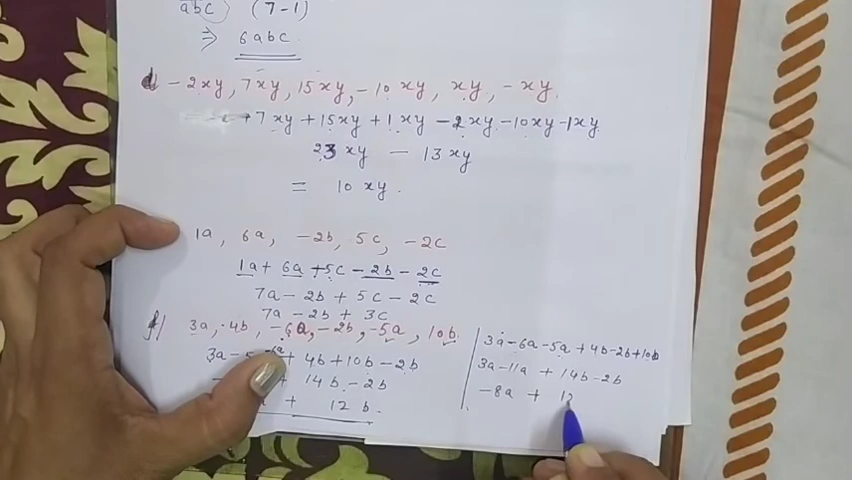 abc (7-1)
⇒ 6abc
d) -2xy, 7xy, 15xy, -10xy, xy, -xy.
+7xy +15xy +1xy -2xy -10xy -1xy
23xy - 13xy
= 10xy.
1a, 6a, -2b, 5c, -2c
1a + 6a +5c -2b -2c
7a - 2b + 5c - 2c
7a - 2b + 3c
f) 3a, 4b, -6a, -2b, -5a, 10b
3a - + 4b + 10b - 2b
+ 14b - 2b
+ 12b.
3a -6a -5a + 4b -2b +10b
3a - 11a + 14b - 2b
-8a + 12